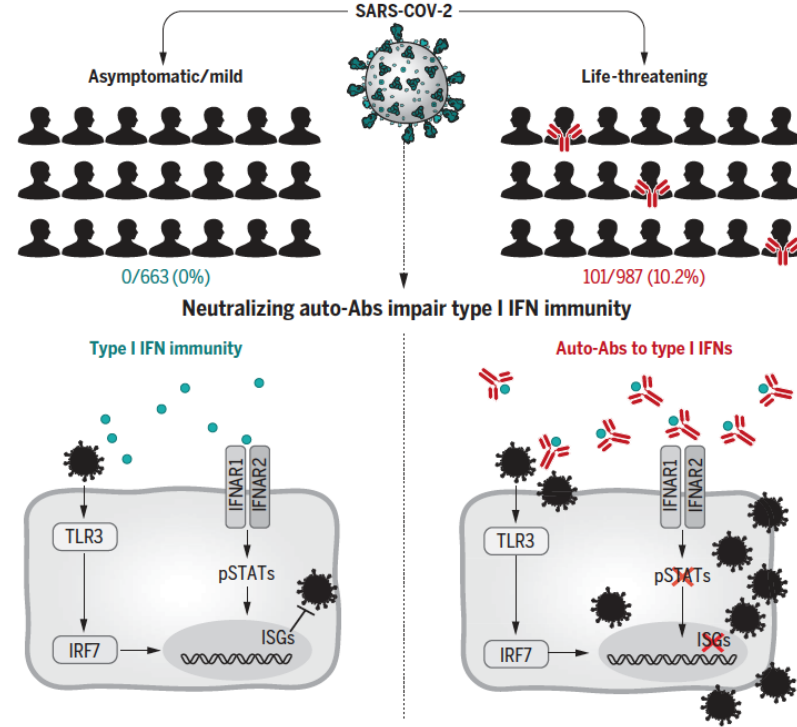 SARS-COV-2
Asymptomatic/mild
Life-threatening
0/663 (0%)
101/987 (10.2%)
Neutralizing auto-Abs impair type I IFN immunity
Type I IFN immunity
Auto-Abs to type I IFNs
IFNAR1
IFNAR2
TLR3
pSTATs
ISGs
IRF7
IFNAR1
IFNAR2
TLR3
pSTATs
ISGs
IRF7